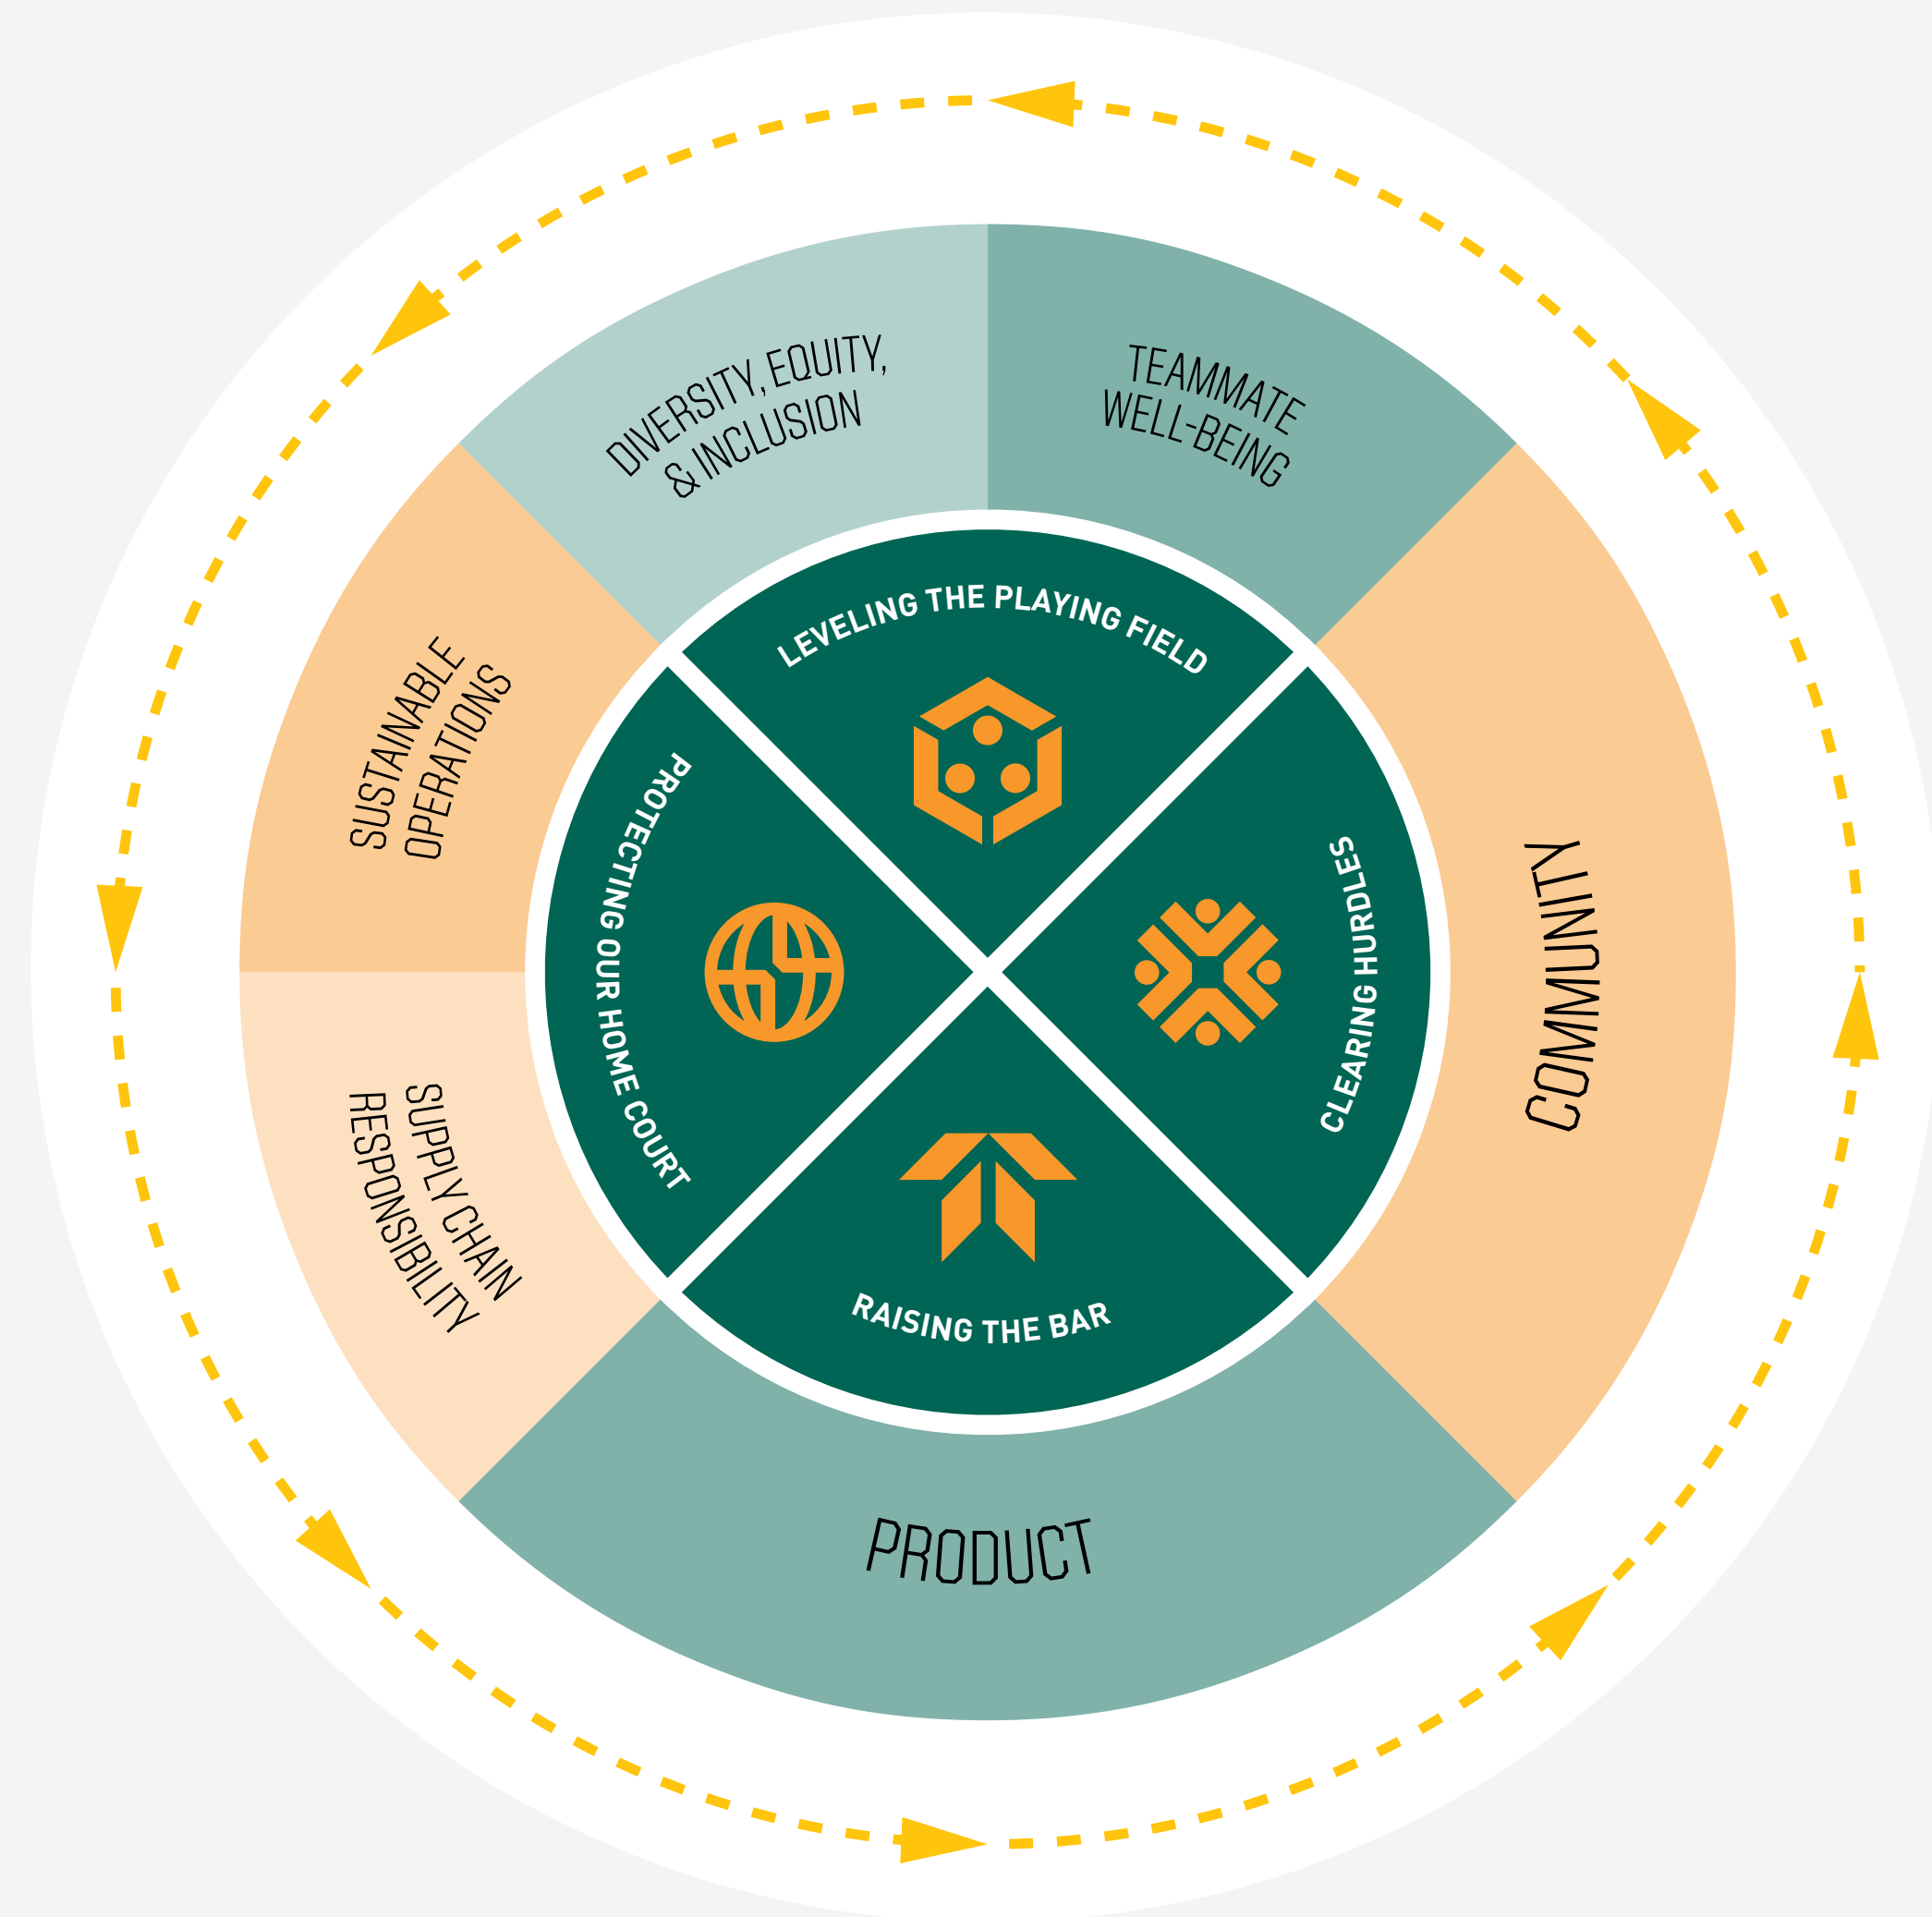 DIVERSITY, EQUITY,
& INCLUSION
TEAMMATE
WELL-BEING
LEVELING THE PLAYING FIELD
SUSTAINABLE
OPERATIONS
PROTECTING OUR HOME COURT
CLEARING HURDLES
COMMUNITY
SUPPLY CHAIN
RESPONSIBILITY
RAISING THE BAR
PRODUCT